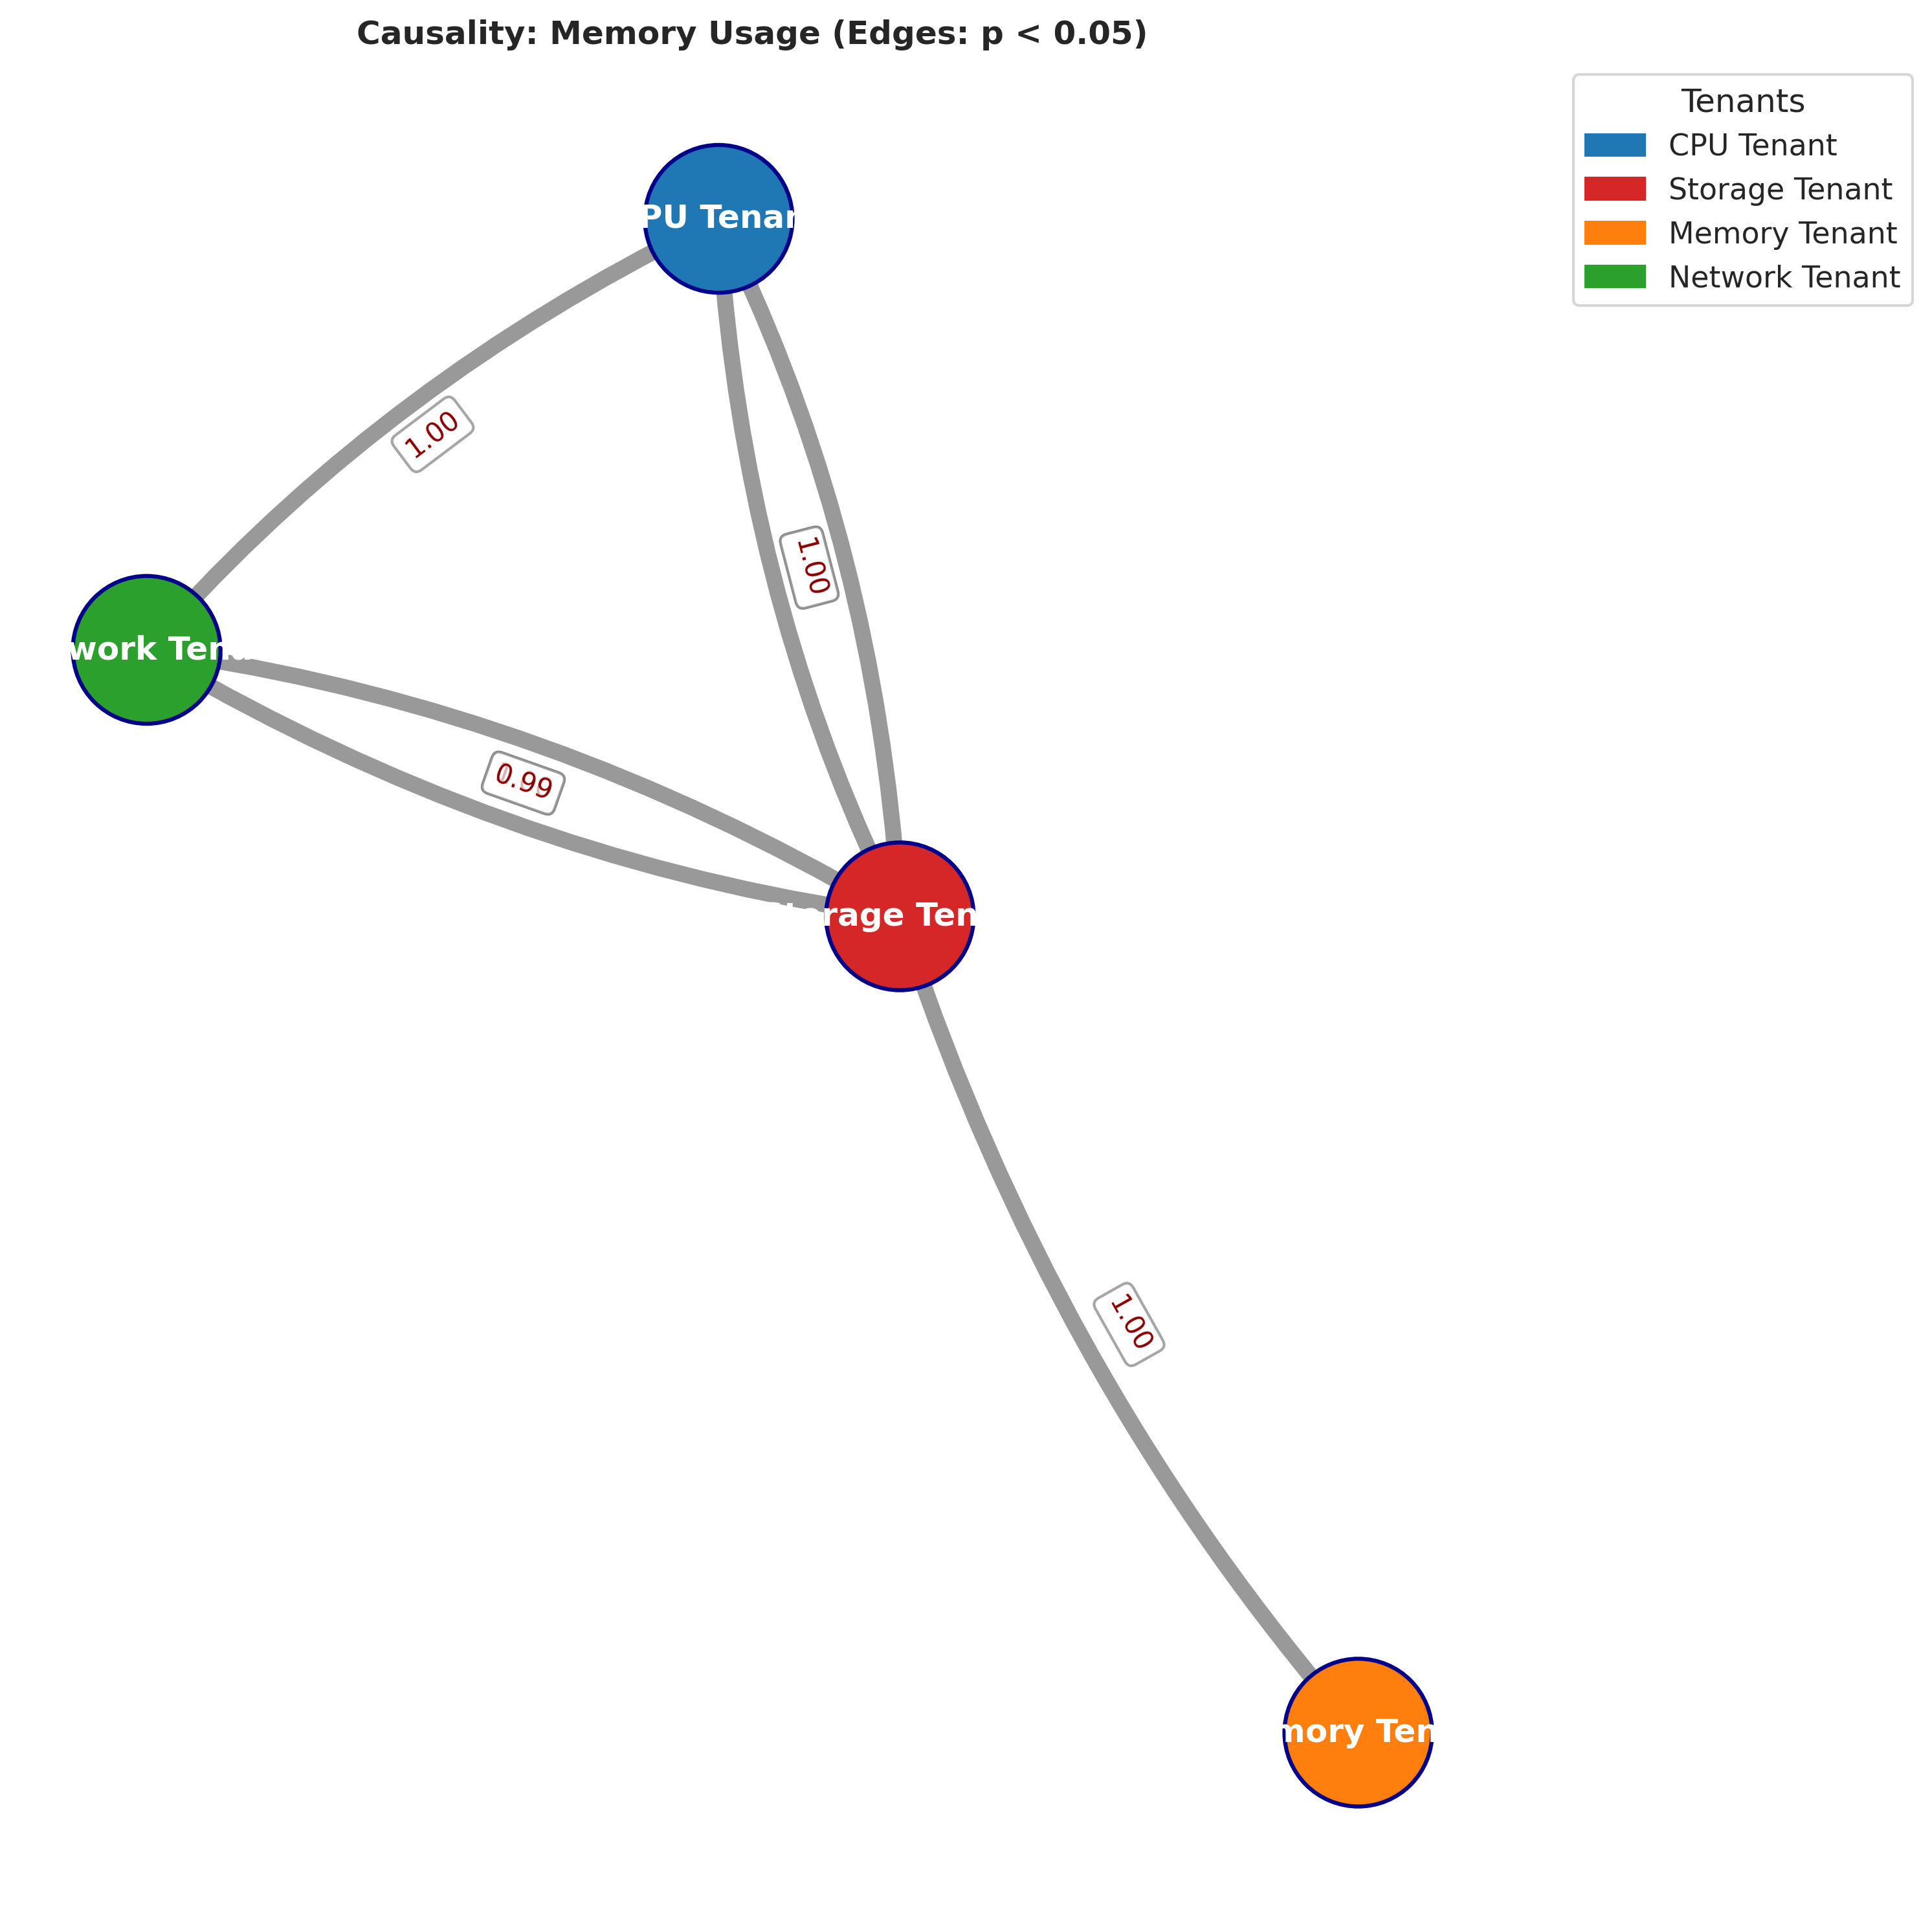 Causality: Memory Usage (Edges: p < 0.05)
Tenants
CPU Tenant
Storage Tenant
Memory Tenant
Network Tenant
PU Tenan
1.00
1.00
work Tena
0.99
rage Ten
1.00
mory Ten